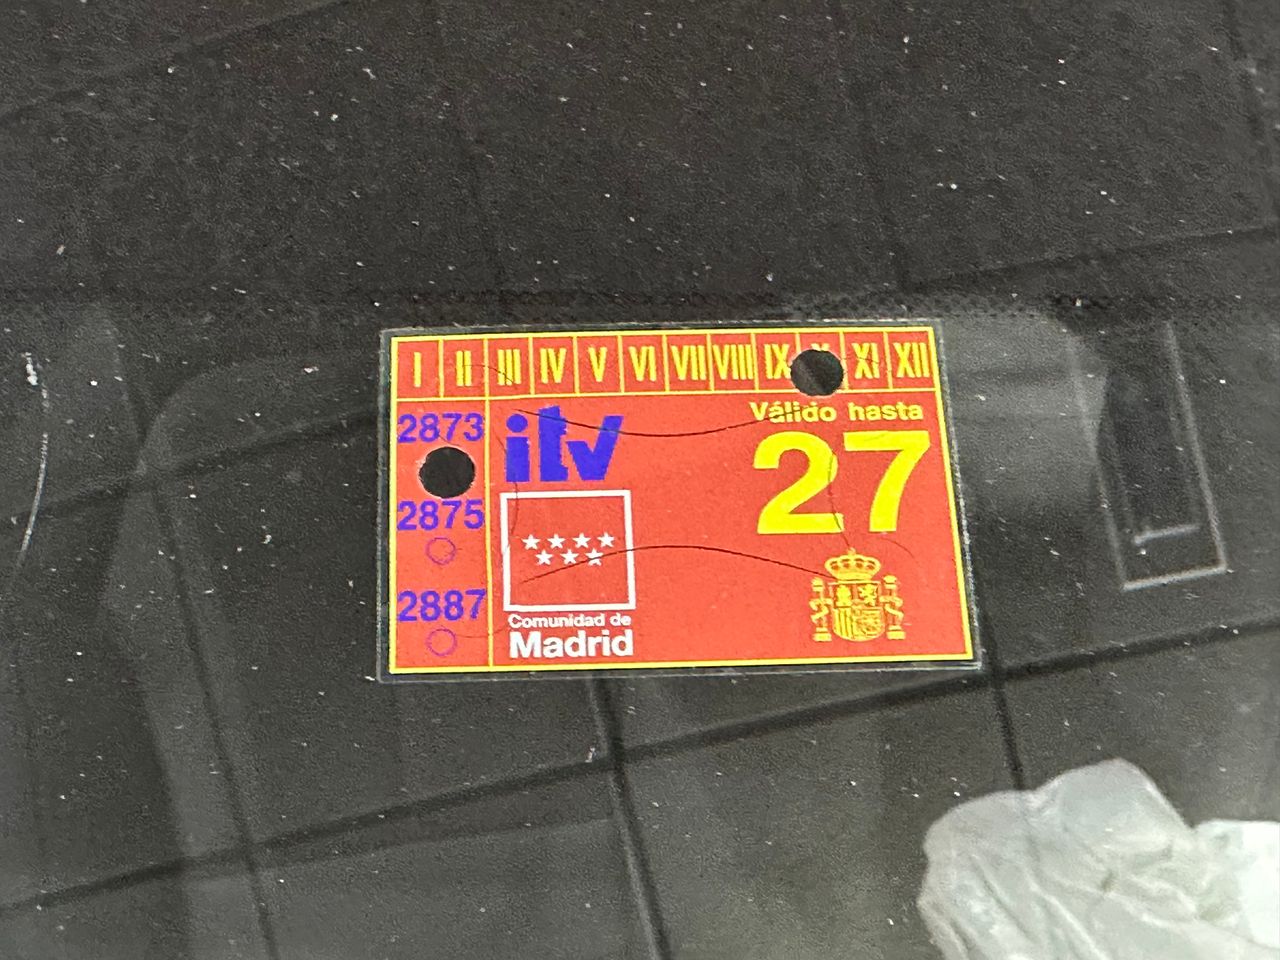 I II III IV V VI VII VIII IX X XI XII
2873
itv
Válido hasta
27
2875
2887
Comunidad de
Madrid